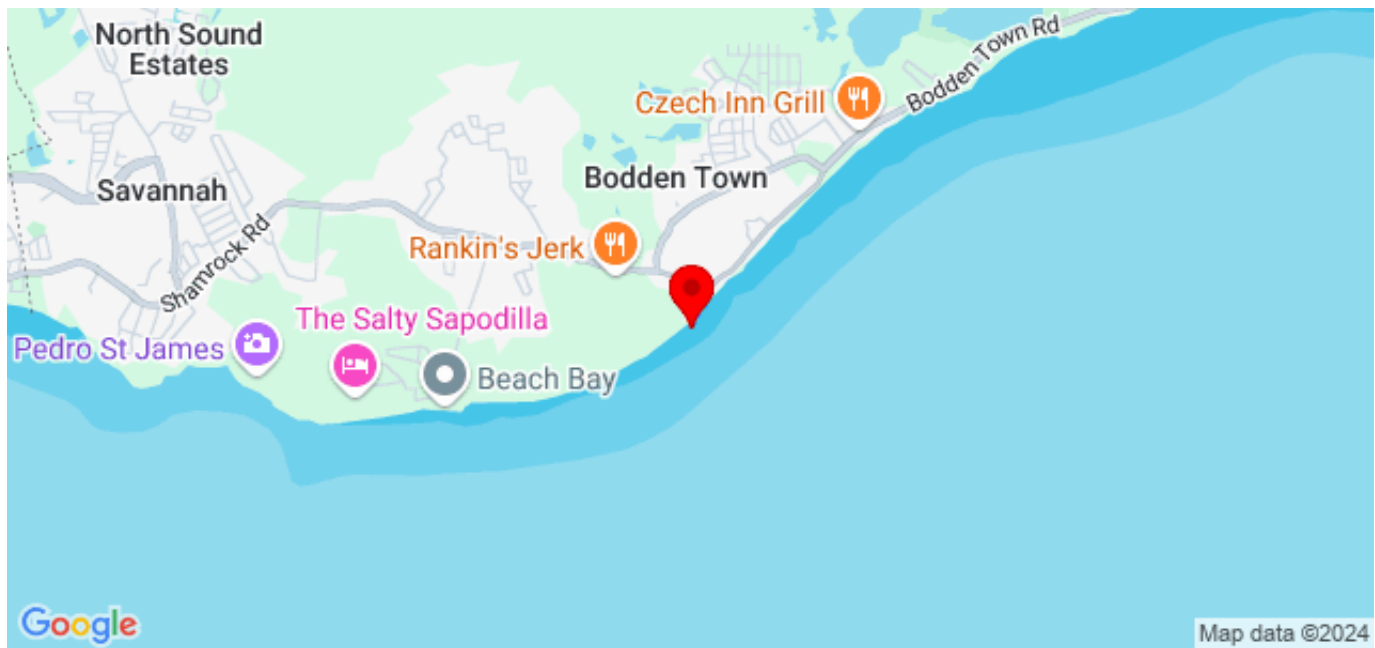 North Sound
Estates
Bodden Town Rd
Czech Inn Grill
Savannah
Bodden Town
Shamrock Rd
Rankin's Jerk
The Salty Sapodilla
Pedro St James
Beach Bay
Google
Map data ©2024